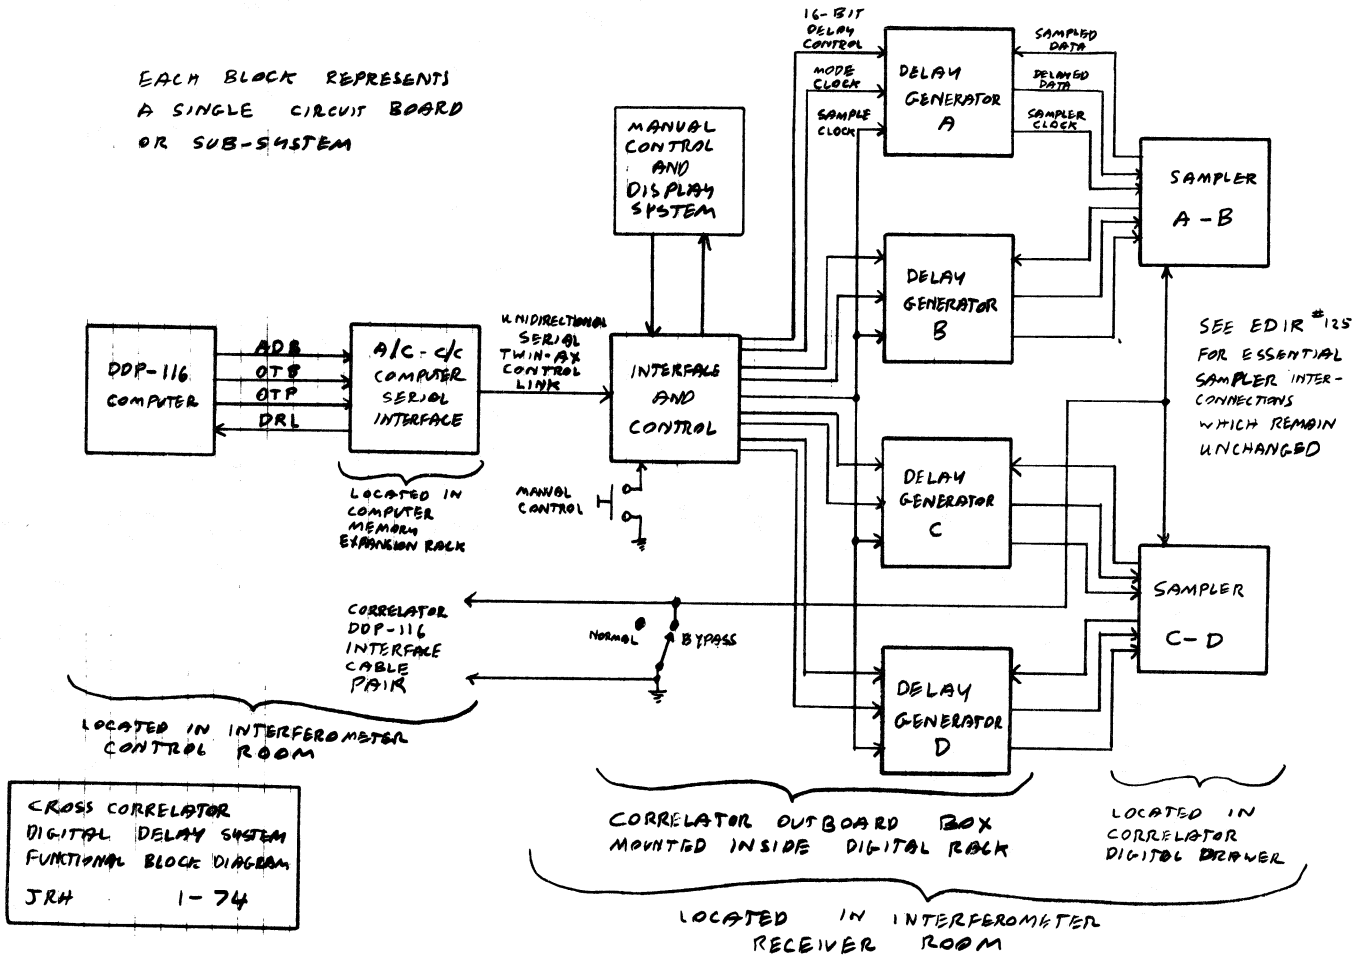 EACH BLOCK REPRESENTS
A SINGLE CIRCUIT BOARD
OR SUB-SYSTEM
MANUAL
CONTROL
AND
DISPLAY
SYSTEM
16-BIT
DELAY
CONTROL
MODE
CLOCK
SAMPLE
CLOCK
DELAY
GENERATOR
A
SAMPLED
DATA
DELAYED
DATA
SAMPLER
CLOCK
SAMPLER
A-B
DELAY
GENERATOR
B
DDP-116
COMPUTER
ADB
OTB
OTP
DRL
A/C-C/C
COMPUTER
SERIAL
INTERFACE
UNIDIRECTIONAL
SERIAL
TWIN-AX
CONTROL
LINK
INTERFACE
AND
CONTROL
SEE EDIR #125
FOR ESSENTIAL
SAMPLER INTER-
CONNECTIONS
WHICH REMAIN
UNCHANGED
LOCATED IN
COMPUTER
MEMORY
EXPANSION RACK
MANUAL
CONTROL
DELAY
GENERATOR
C
SAMPLER
C-D
CORRELATOR
DDP-116
INTERFACE
CABLE
PAIR
NORMAL
BYPASS
DELAY
GENERATOR
D
LOCATED IN INTERFEROMETER
CONTROL ROOM
CORRELATOR OUTBOARD BOX
MOUNTED INSIDE DIGITAL RACK
LOCATED IN
CORRELATOR
DIGITAL DRAWER
LOCATED IN INTERFEROMETER
RECEIVER ROOM
CROSS CORRELATOR
DIGITAL DELAY SYSTEM
FUNCTIONAL BLOCK DIAGRAM
JRH 1-74